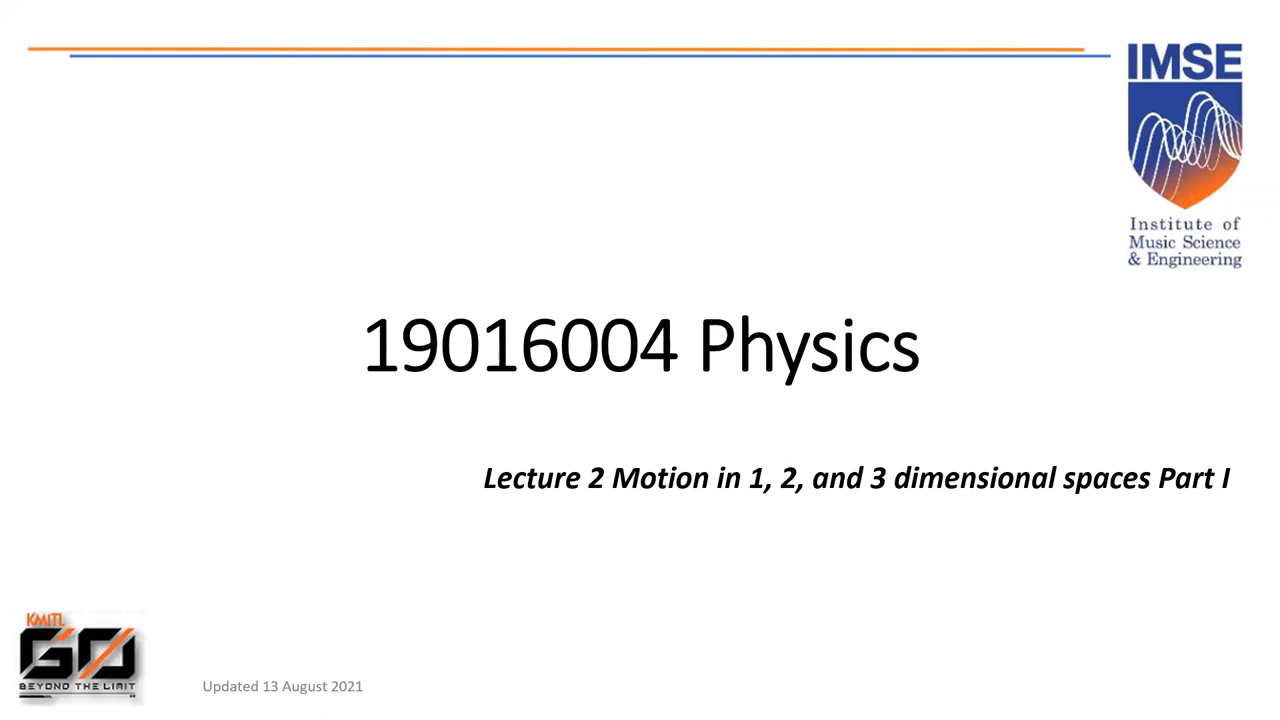 IMSE
Institute of
Music Science
& Engineering
19016004 Physics
Lecture 2 Motion in 1, 2, and 3 dimensional spaces Part I
KMITL
GO
BEYOND THE LIMIT
Updated 13 August 2021